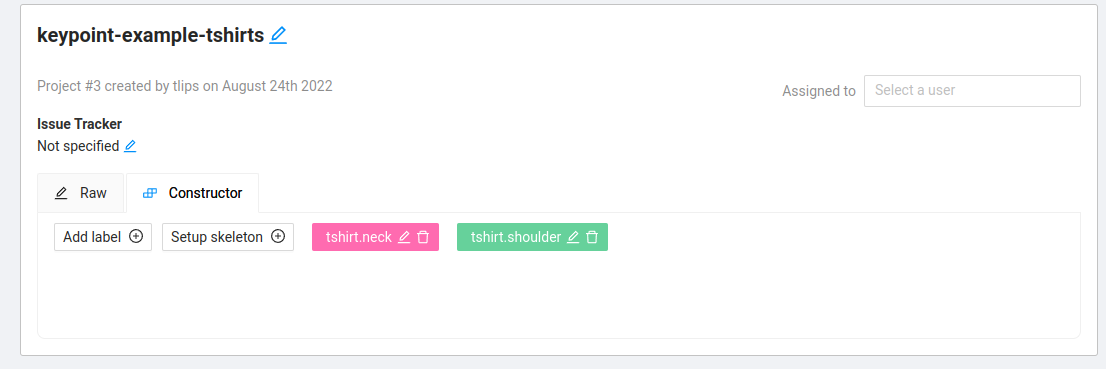 keypoint-example-tshirts
Project #3 created by tlips on August 24th 2022
Assigned to Select a user
Issue Tracker
Not specified
Raw Constructor
Add label Setup skeleton tshirt.neck tshirt.shoulder